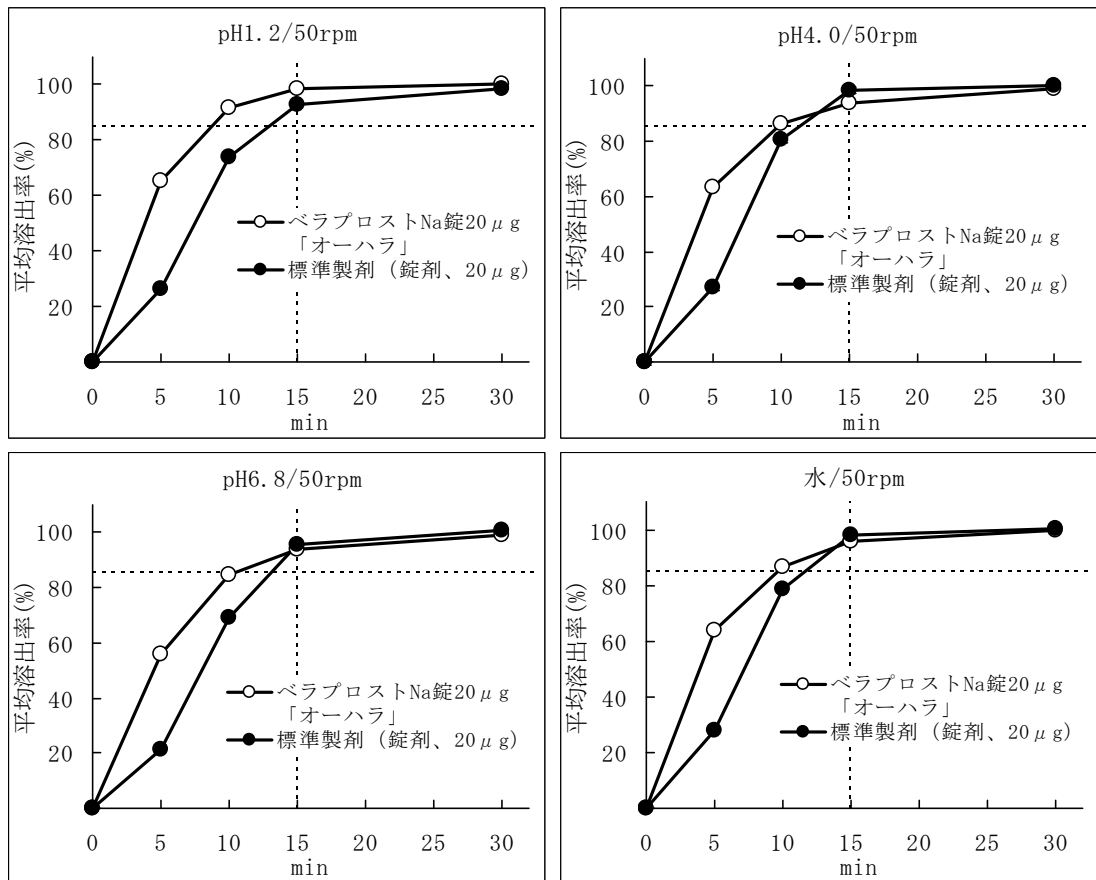 pH1.2/50rpm
平均溶出率(%)
100
80
60
40
20
ベラプロストNa錠20μg
「オーハラ」
標準製剤（錠剤、20μg）
0 5 10 15 20 25 30
min
pH4.0/50rpm
平均溶出率(%)
100
80
60
40
20
ベラプロストNa錠20μg
「オーハラ」
標準製剤（錠剤、20μg）
0 5 10 15 20 25 30
min
pH6.8/50rpm
平均溶出率(%)
100
80
60
40
20
ベラプロストNa錠20μg
「オーハラ」
標準製剤（錠剤、20μg）
0 5 10 15 20 25 30
min
水/50rpm
平均溶出率(%)
100
80
60
40
20
ベラプロストNa錠20μg
「オーハラ」
標準製剤（錠剤、20μg）
0 5 10 15 20 25 30
min